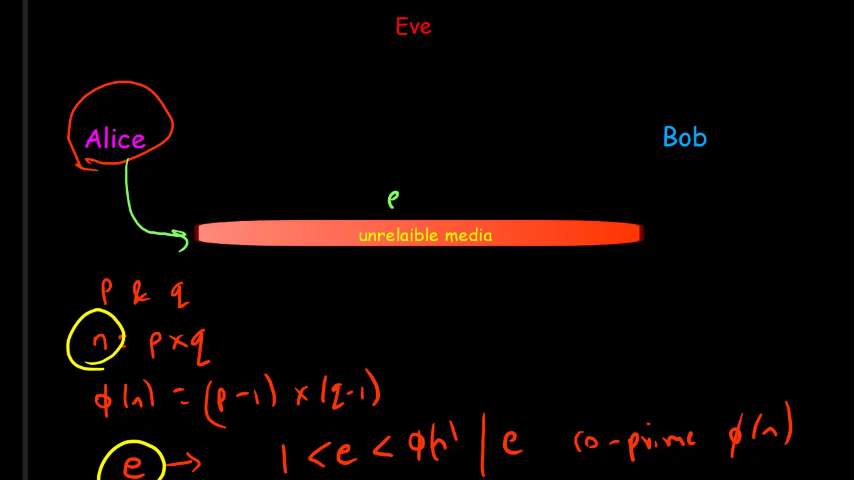 Eve
Alice
Bob
e
unrelaible media
p & q
n = p x q
φ(n) = (p-1) x (q-1)
e → 1 < e < φ(n) | e co-prime φ(n)